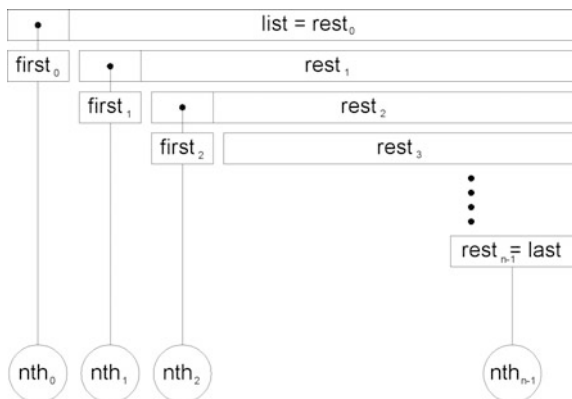 list = rest₀
first₀ rest₁
first₁ rest₂
first₂ rest₃
restₙ₋₁= last
nth₀ nth₁ nth₂ nthₙ₋₁